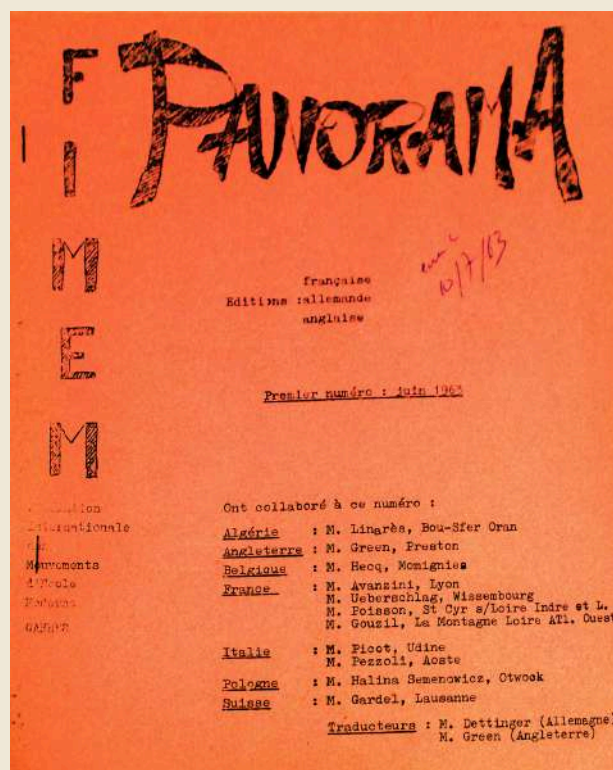 FIMEM
PANORAMA
10/7/63
française
Editions :allemande
anglaise
Premier numéro : juin 1963
Internationale
Mouvements
d'Ecole
Ont collaboré à ce numéro :
Algérie : M. Linarès, Bou-Sfer Oran
Angleterre : M. Green, Preston
Belgique : M. Hecq, Momignies
France : M. Avanzini, Lyon
M. Ueberschlag, Wissembourg
M. Poisson, St Cyr s/Loire Indre et L.
M. Gouzil, La Montagne Loire ATl. Ouest
Italie : M. Picot, Udine
M. Pezzoli, Aoste
Pologne : M. Halina Semenowicz, Otwock
Suisse : M. Gardel, Lausanne
Traducteurs : M. Dettinger (Allemagne)
M. Green (Angleterre)